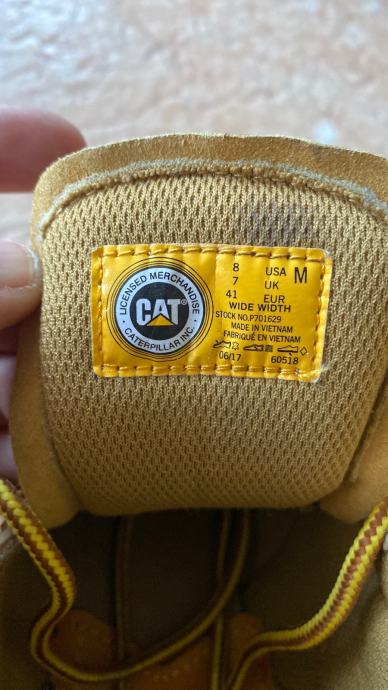 LICENSED MERCHANDISE
CAT®
CATERPILLAR INC.
8 USA M
7 UK
41 EUR
WIDE WIDTH
STOCK NO.P701629
MADE IN VIETNAM
FABRIQUÉ EN VIETNAM
06/17 60518